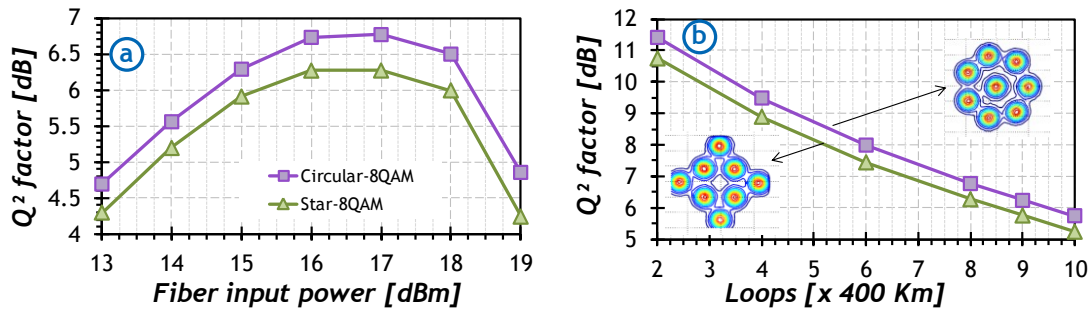 a
Q² factor [dB]
7
6.5
6
5.5
5
4.5
4
Circular-8QAM
Star-8QAM
13 14 15 16 17 18 19
Fiber input power [dBm]
b
Q² factor [dB]
12
11
10
9
8
7
6
5
2 3 4 5 6 7 8 9 10
Loops [x 400 Km]